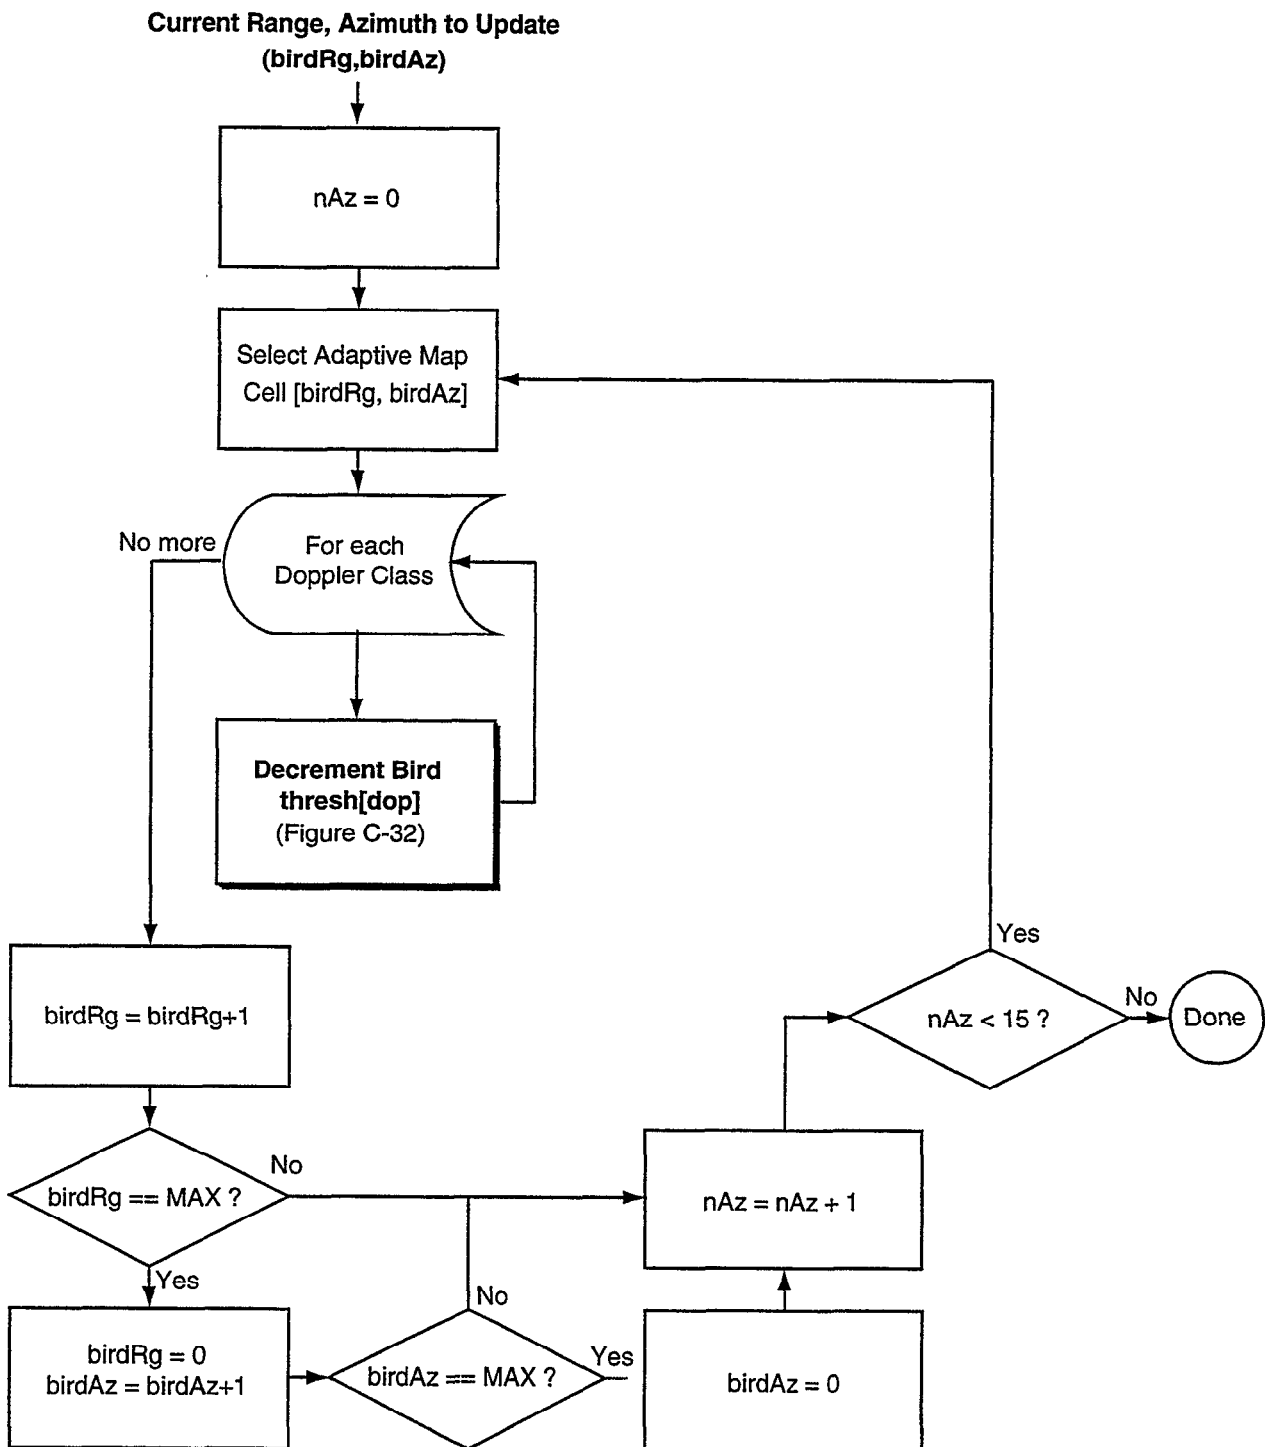 Current Range, Azimuth to Update
(birdRg,birdAz)
nAz = 0
Select Adaptive Map
Cell [birdRg, birdAz]
No more
For each
Doppler Class
Decrement Bird
thresh[dop]
(Figure C-32)
birdRg = birdRg+1
birdRg == MAX ?
No
Yes
birdRg = 0
birdAz = birdAz+1
birdAz == MAX ?
No
Yes
birdAz = 0
nAz = nAz + 1
nAz < 15 ?
Yes
No
Done